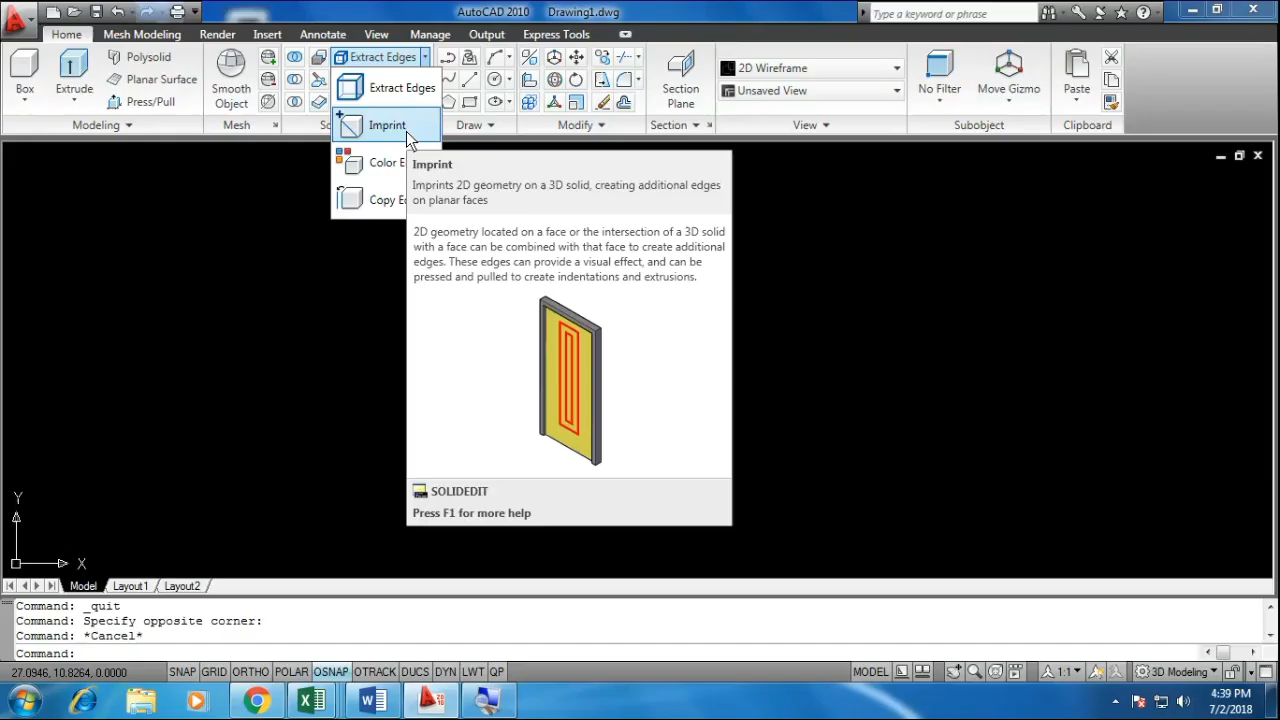 AutoCAD 2010 Drawing1.dwg
Type a keyword or phrase
Home Mesh Modeling Render Insert Annotate View Manage Output Express Tools
Box
Extrude
Polysolid
Planar Surface
Press/Pull
Modeling
Smooth
Object
Mesh
Extract Edges
Extract Edges
Imprint
Color E
Copy Ed
Draw
Modify
Section
Plane
Section
2D Wireframe
Unsaved View
View
No Filter
Move Gizmo
Subobject
Paste
Clipboard
Imprint
Imprints 2D geometry on a 3D solid, creating additional edges
on planar faces
2D geometry located on a face or the intersection of a 3D solid
with a face can be combined with that face to create additional
edges. These edges can provide a visual effect, and can be
pressed and pulled to create indentations and extrusions.
SOLIDEDIT
Press F1 for more help
Y
X
Model Layout1 Layout2
Command: _quit
Command: Specify opposite corner:
Command: *Cancel*
Command:
27.0946, 10.8264, 0.0000 SNAP GRID ORTHO POLAR OSNAP OTRACK DUCS DYN LWT QP MODEL 1:1 3D Modeling
4:39 PM
7/2/2018